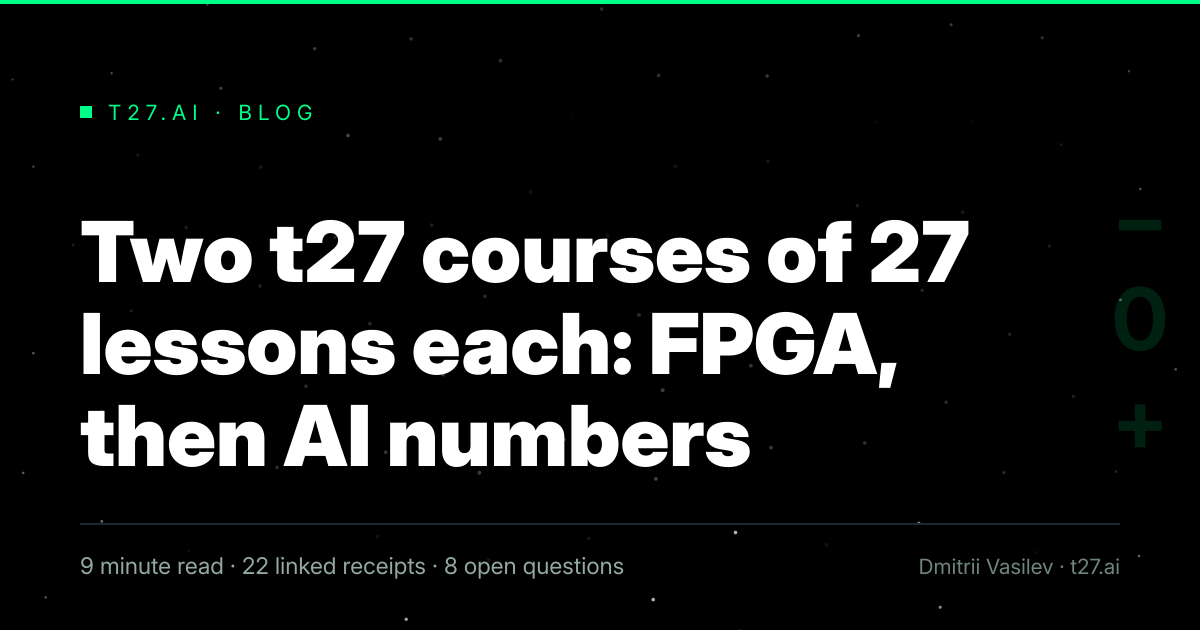 T27.AI · BLOG
Two t27 courses of 27
lessons each: FPGA,
then AI numbers
−
0
+
9 minute read · 22 linked receipts · 8 open questions
Dmitrii Vasilev · t27.ai